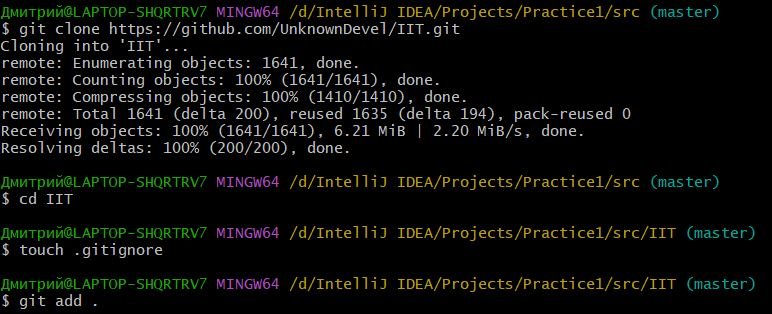 Дмитрий@LAPTOP-SHQRTRV7 MINGW64 /d/IntelliJ IDEA/Projects/Practice1/src (master)
$ git clone https://github.com/UnknownDevel/IIT.git
Cloning into 'IIT'...
remote: Enumerating objects: 1641, done.
remote: Counting objects: 100% (1641/1641), done.
remote: Compressing objects: 100% (1410/1410), done.
remote: Total 1641 (delta 200), reused 1635 (delta 194), pack-reused 0
Receiving objects: 100% (1641/1641), 6.21 MiB | 2.20 MiB/s, done.
Resolving deltas: 100% (200/200), done.
Дмитрий@LAPTOP-SHQRTRV7 MINGW64 /d/IntelliJ IDEA/Projects/Practice1/src (master)
$ cd IIT
Дмитрий@LAPTOP-SHQRTRV7 MINGW64 /d/IntelliJ IDEA/Projects/Practice1/src/IIT (master)
$ touch .gitignore
Дмитрий@LAPTOP-SHQRTRV7 MINGW64 /d/IntelliJ IDEA/Projects/Practice1/src/IIT (master)
$ git add .